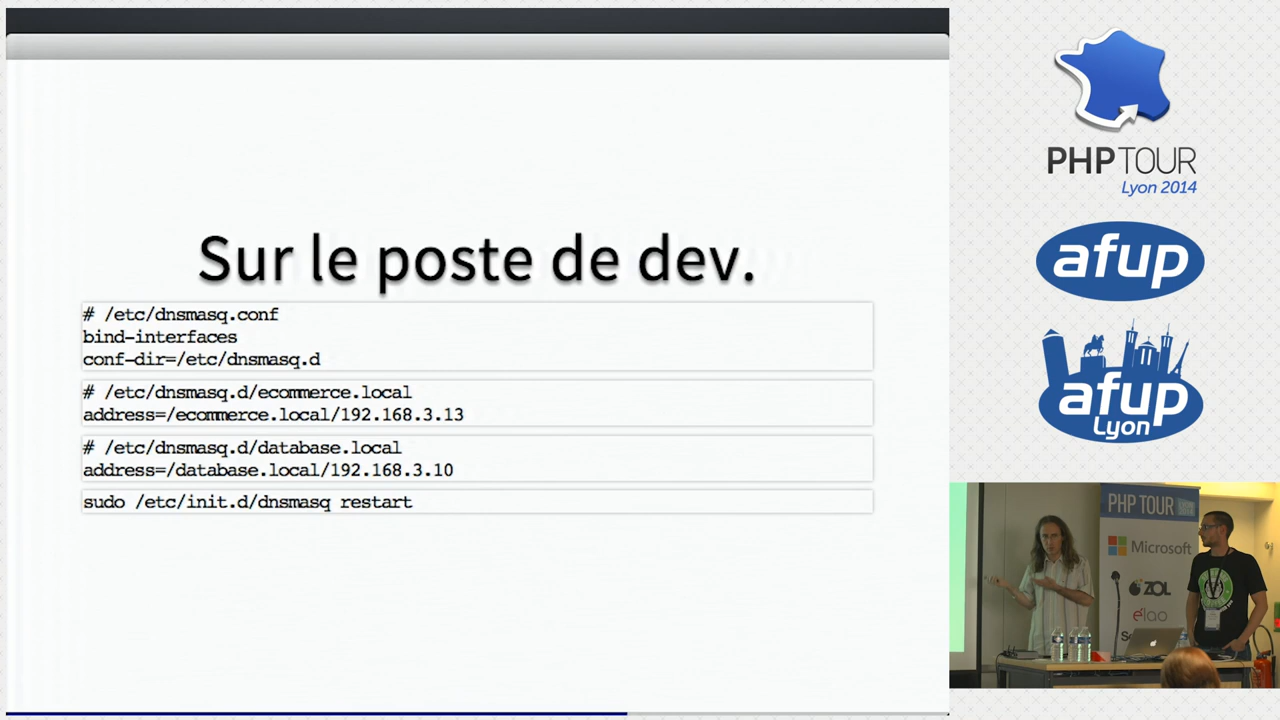 Sur le poste de dev.
# /etc/dnsmasq.conf
bind-interfaces
conf-dir=/etc/dnsmasq.d
# /etc/dnsmasq.d/ecommerce.local
address=/ecommerce.local/192.168.3.13
# /etc/dnsmasq.d/database.local
address=/database.local/192.168.3.10
sudo /etc/init.d/dnsmasq restart
PHP TOUR
Lyon 2014
afup
afup
Lyon
PHP TOUR
Microsoft
ZOL
elao